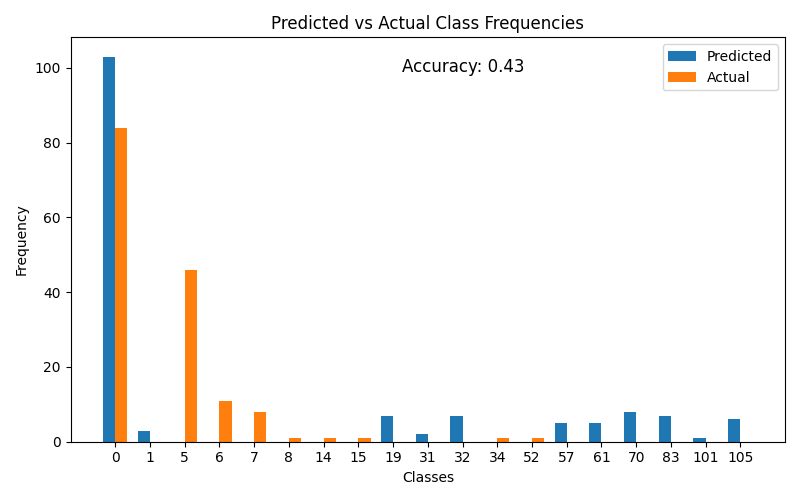 Predicted vs Actual Class Frequencies
Accuracy: 0.43
Predicted
Actual
Frequency
100
80
60
40
20
0
0 1 5 6 7 8 14 15 19 31 32 34 52 57 61 70 83 101 105
Classes